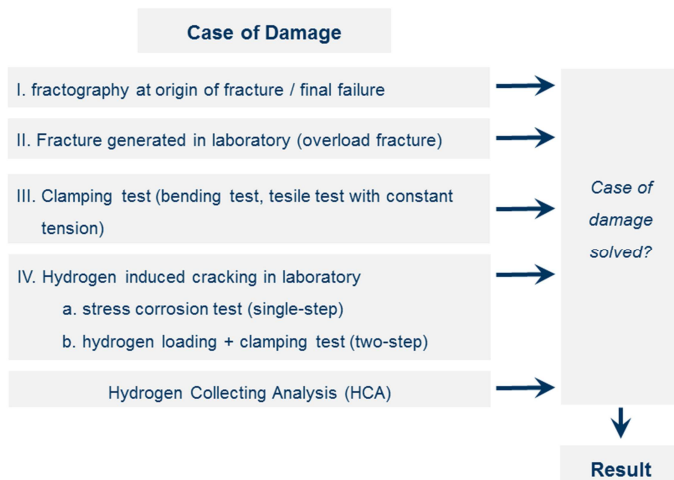 Case of Damage
I. fractography at origin of fracture / final failure
II. Fracture generated in laboratory (overload fracture)
III. Clamping test (bending test, tesile test with constant
tension)
IV. Hydrogen induced cracking in laboratory
a. stress corrosion test (single-step)
b. hydrogen loading + clamping test (two-step)
Hydrogen Collecting Analysis (HCA)
Case of
damage
solved?
Result